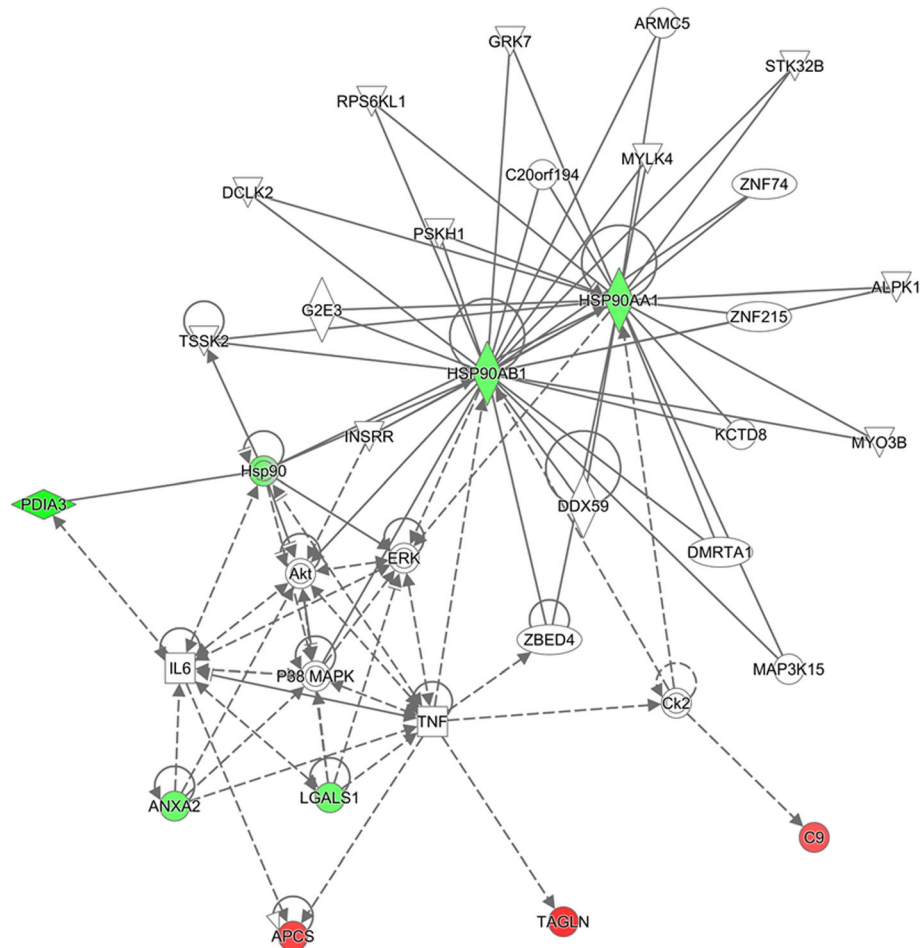 ARMC5
GRK7
STK32B
RPS6KL1
MYLK4
C20orf194
ZNF74
DCLK2
PSKH1
ALPK1
HSP90AA1
G2E3
ZNF215
TSSK2
HSP90AB1
KCTD8
INSRR
MYO3B
Hsp90
PDIA3
DDX59
DMRTA1
ERK
Akt
ZBED4
IL6
P38 MAPK
MAP3K15
Ck2
TNF
LGALS1
ANXA2
C9
TAGLN
APCS